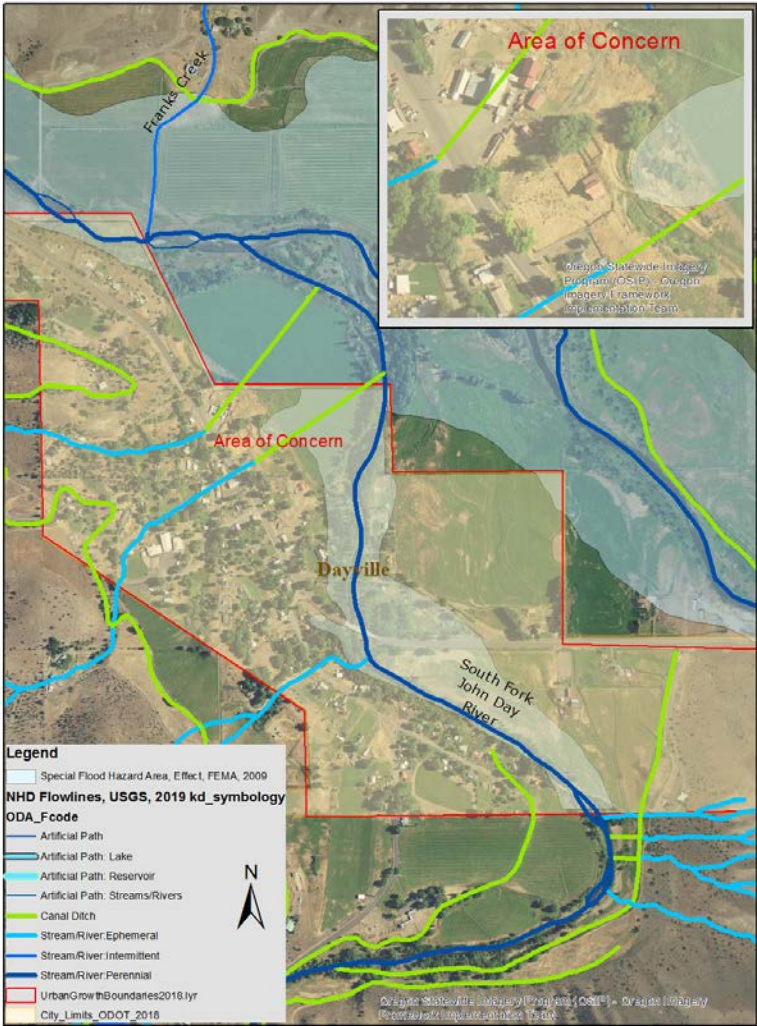 Area of Concern
Franks Creek
Oregon Statewide Imagery
Program (OSIP) - Oregon
Imagery Framework
Implementation Team
Area of Concern
Dayville
South Fork
John Day
River
Legend
Special Flood Hazard Area, Effect, FEMA, 2009
NHD Flowlines, USGS, 2019 kd_symbology
ODA_Fcode
Artificial Path
Artificial Path: Lake
Artificial Path: Reservoir
Artificial Path: Streams/Rivers
Canal Ditch
Stream/River:Ephemeral
Stream/River:Intermittent
Stream/River:Perennial
UrbanGrowthBoundaries2018.lyr
City_Limits_ODOT_2018
N
Oregon Statewide Imagery Program (OSIP) - Oregon Imagery
Framework Implementation Team